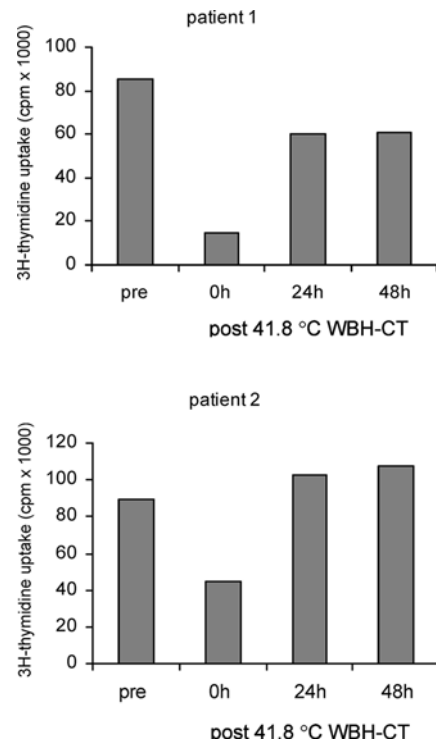 patient 1
3H-thymidine uptake (cpm x 1000)
100
80
60
40
20
0
pre 0h 24h 48h
post 41.8 °C WBH-CT
patient 2
3H-thymidine uptake (cpm x 1000)
120
100
80
60
40
20
0
pre 0h 24h 48h
post 41.8 °C WBH-CT